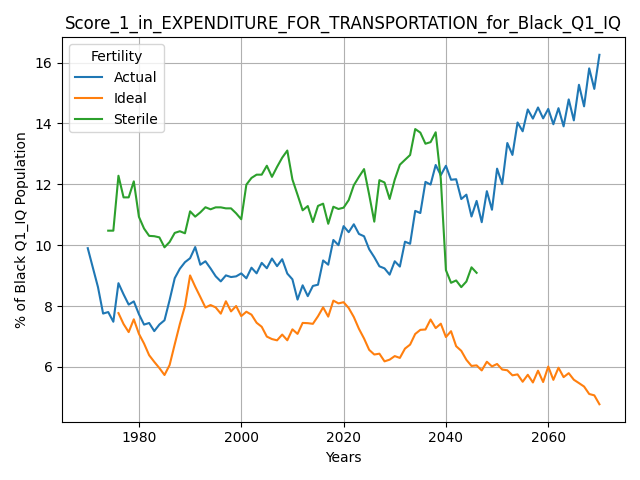 Score_1_in_EXPENDITURE_FOR_TRANSPORTATION_for_Black_Q1_IQ
Fertility
Actual
Ideal
Sterile
% of Black Q1_IQ Population
16
14
12
10
8
6
1980
2000
2020
2040
2060
Years